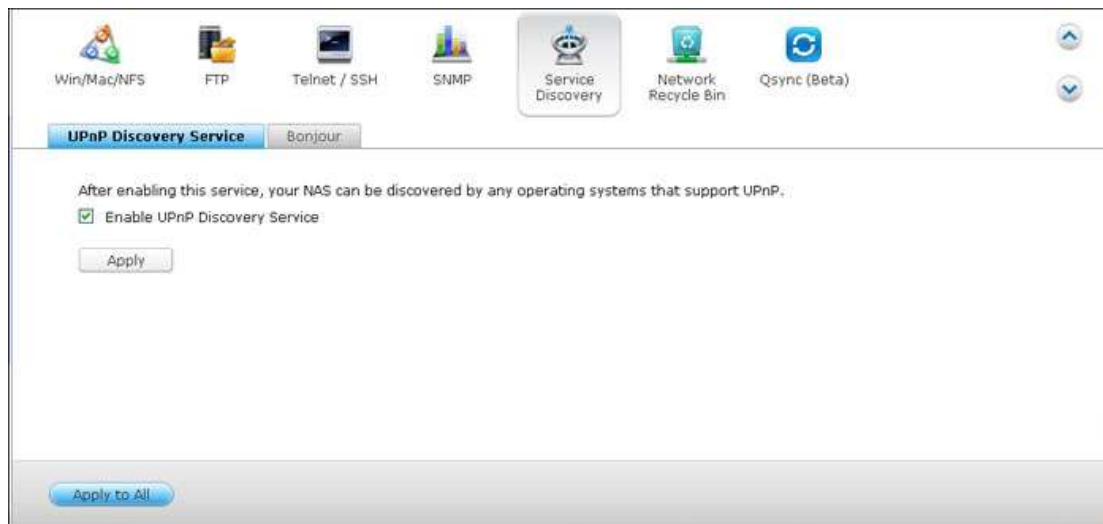 Win/Mac/NFS
FTP
Telnet / SSH
SNMP
Service
Discovery
Network
Recycle Bin
Qsync (Beta)
UPnP Discovery Service
Bonjour
After enabling this service, your NAS can be discovered by any operating systems that support UPnP.
Enable UPnP Discovery Service
Apply
Apply to All